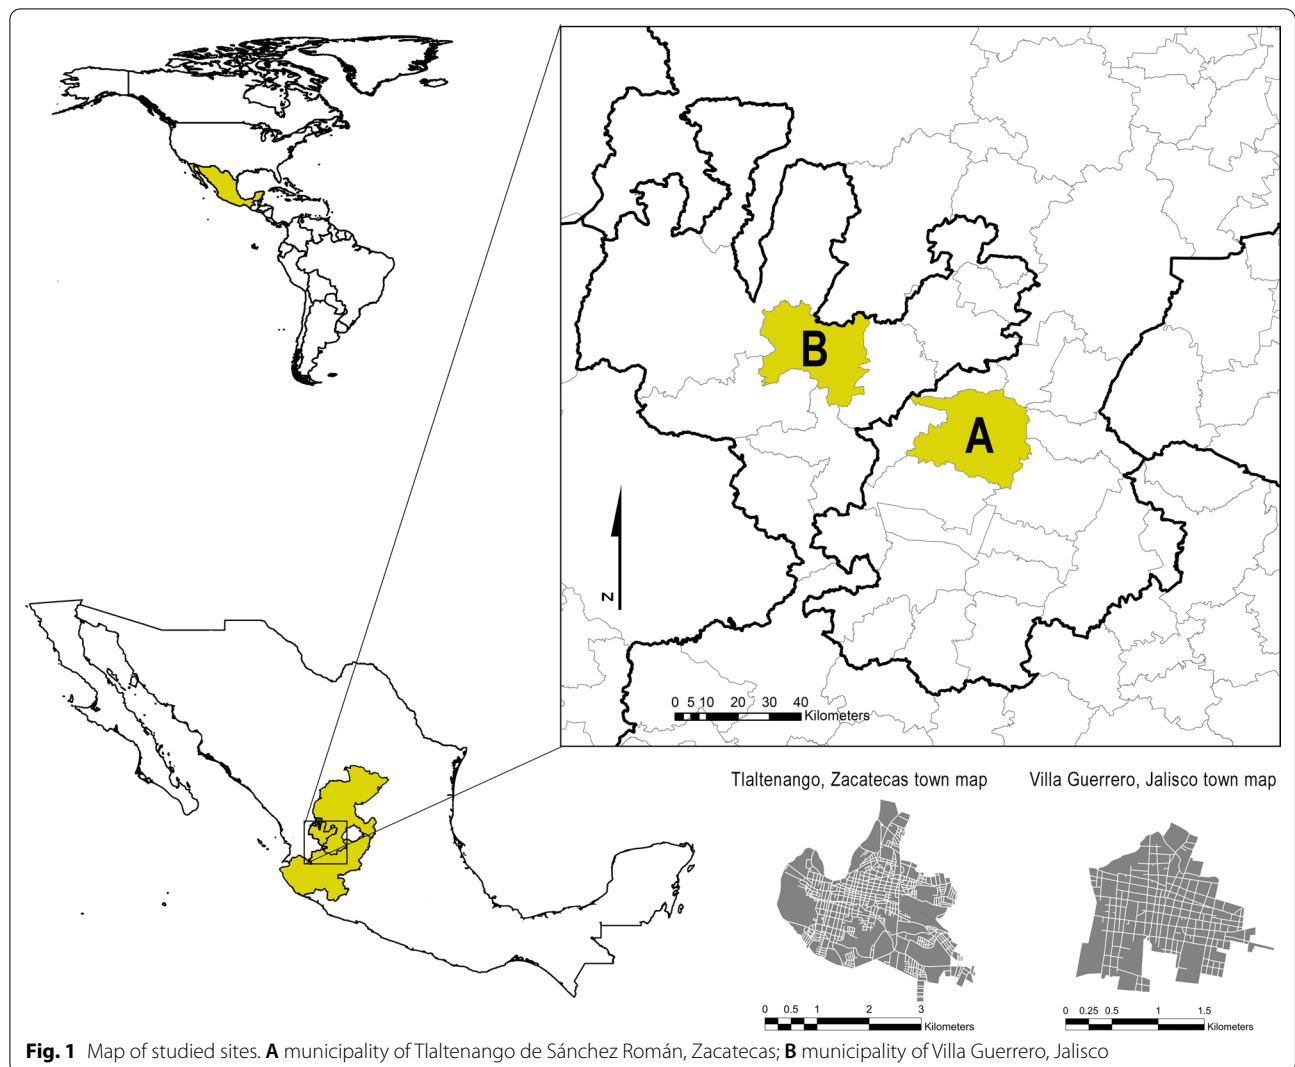 B
A
z
0 5 10 20 30 40
Kilometers
Tlaltenango, Zacatecas town map
Villa Guerrero, Jalisco town map
0 0.5 1 2 3
Kilometers
0 0.25 0.5 1 1.5
Kilometers
Fig. 1 Map of studied sites. A municipality of Tlaltenango de Sánchez Román, Zacatecas; B municipality of Villa Guerrero, Jalisco